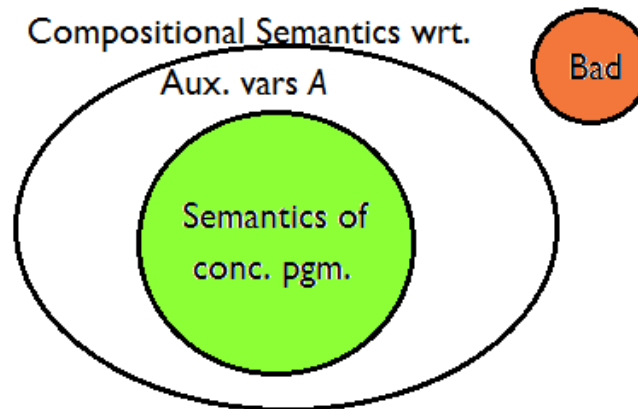 Compositional Semantics wrt.
Aux. vars A
Bad
Semantics of
conc. pgm.